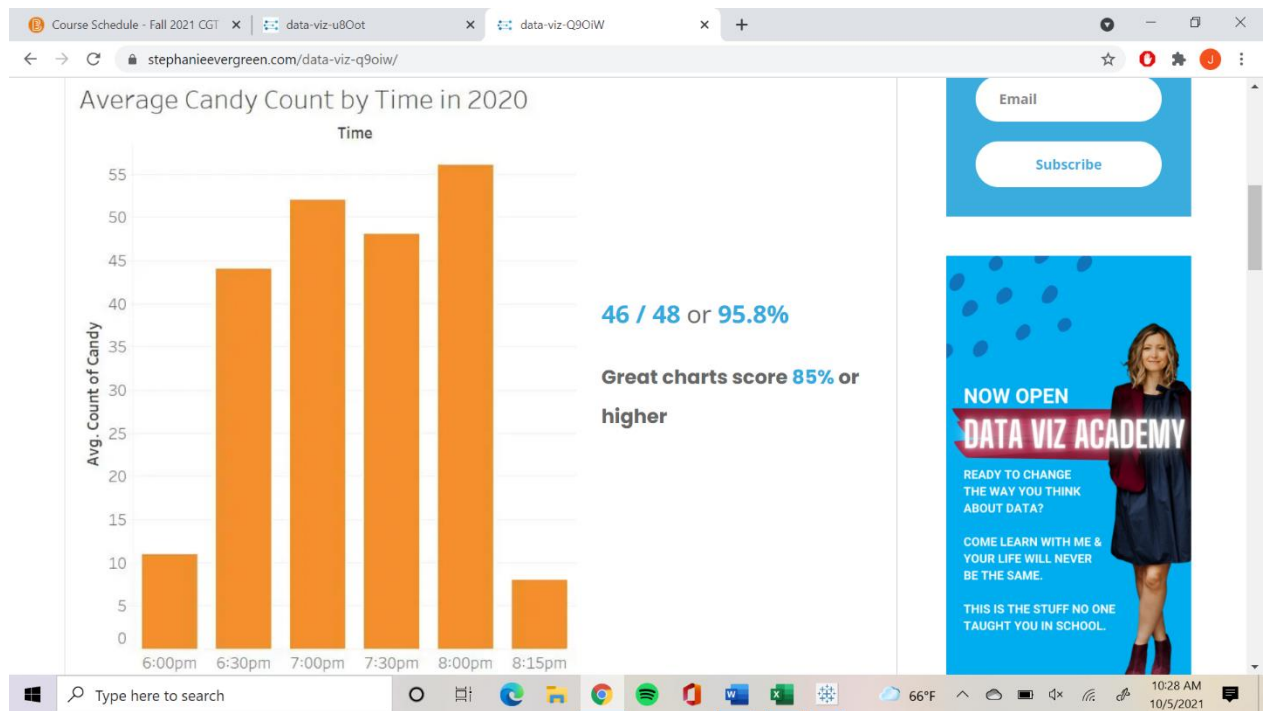 Course Schedule - Fall 2021 CGT
data-viz-u8Oot
data-viz-Q9OiW
stephanieevergreen.com/data-viz-q9oiw/
J
Average Candy Count by Time in 2020
Time
Avg. Count of Candy
55
50
45
40
35
30
25
20
15
10
5
0
6:00pm 6:30pm 7:00pm 7:30pm 8:00pm 8:15pm
46 / 48 or 95.8%
Great charts score 85% or
higher
Email
Subscribe
NOW OPEN
DATA VIZ ACADEMY
READY TO CHANGE
THE WAY YOU THINK
ABOUT DATA?
COME LEARN WITH ME &
YOUR LIFE WILL NEVER
BE THE SAME.
THIS IS THE STUFF NO ONE
TAUGHT YOU IN SCHOOL.
Type here to search
66°F
10:28 AM
10/5/2021